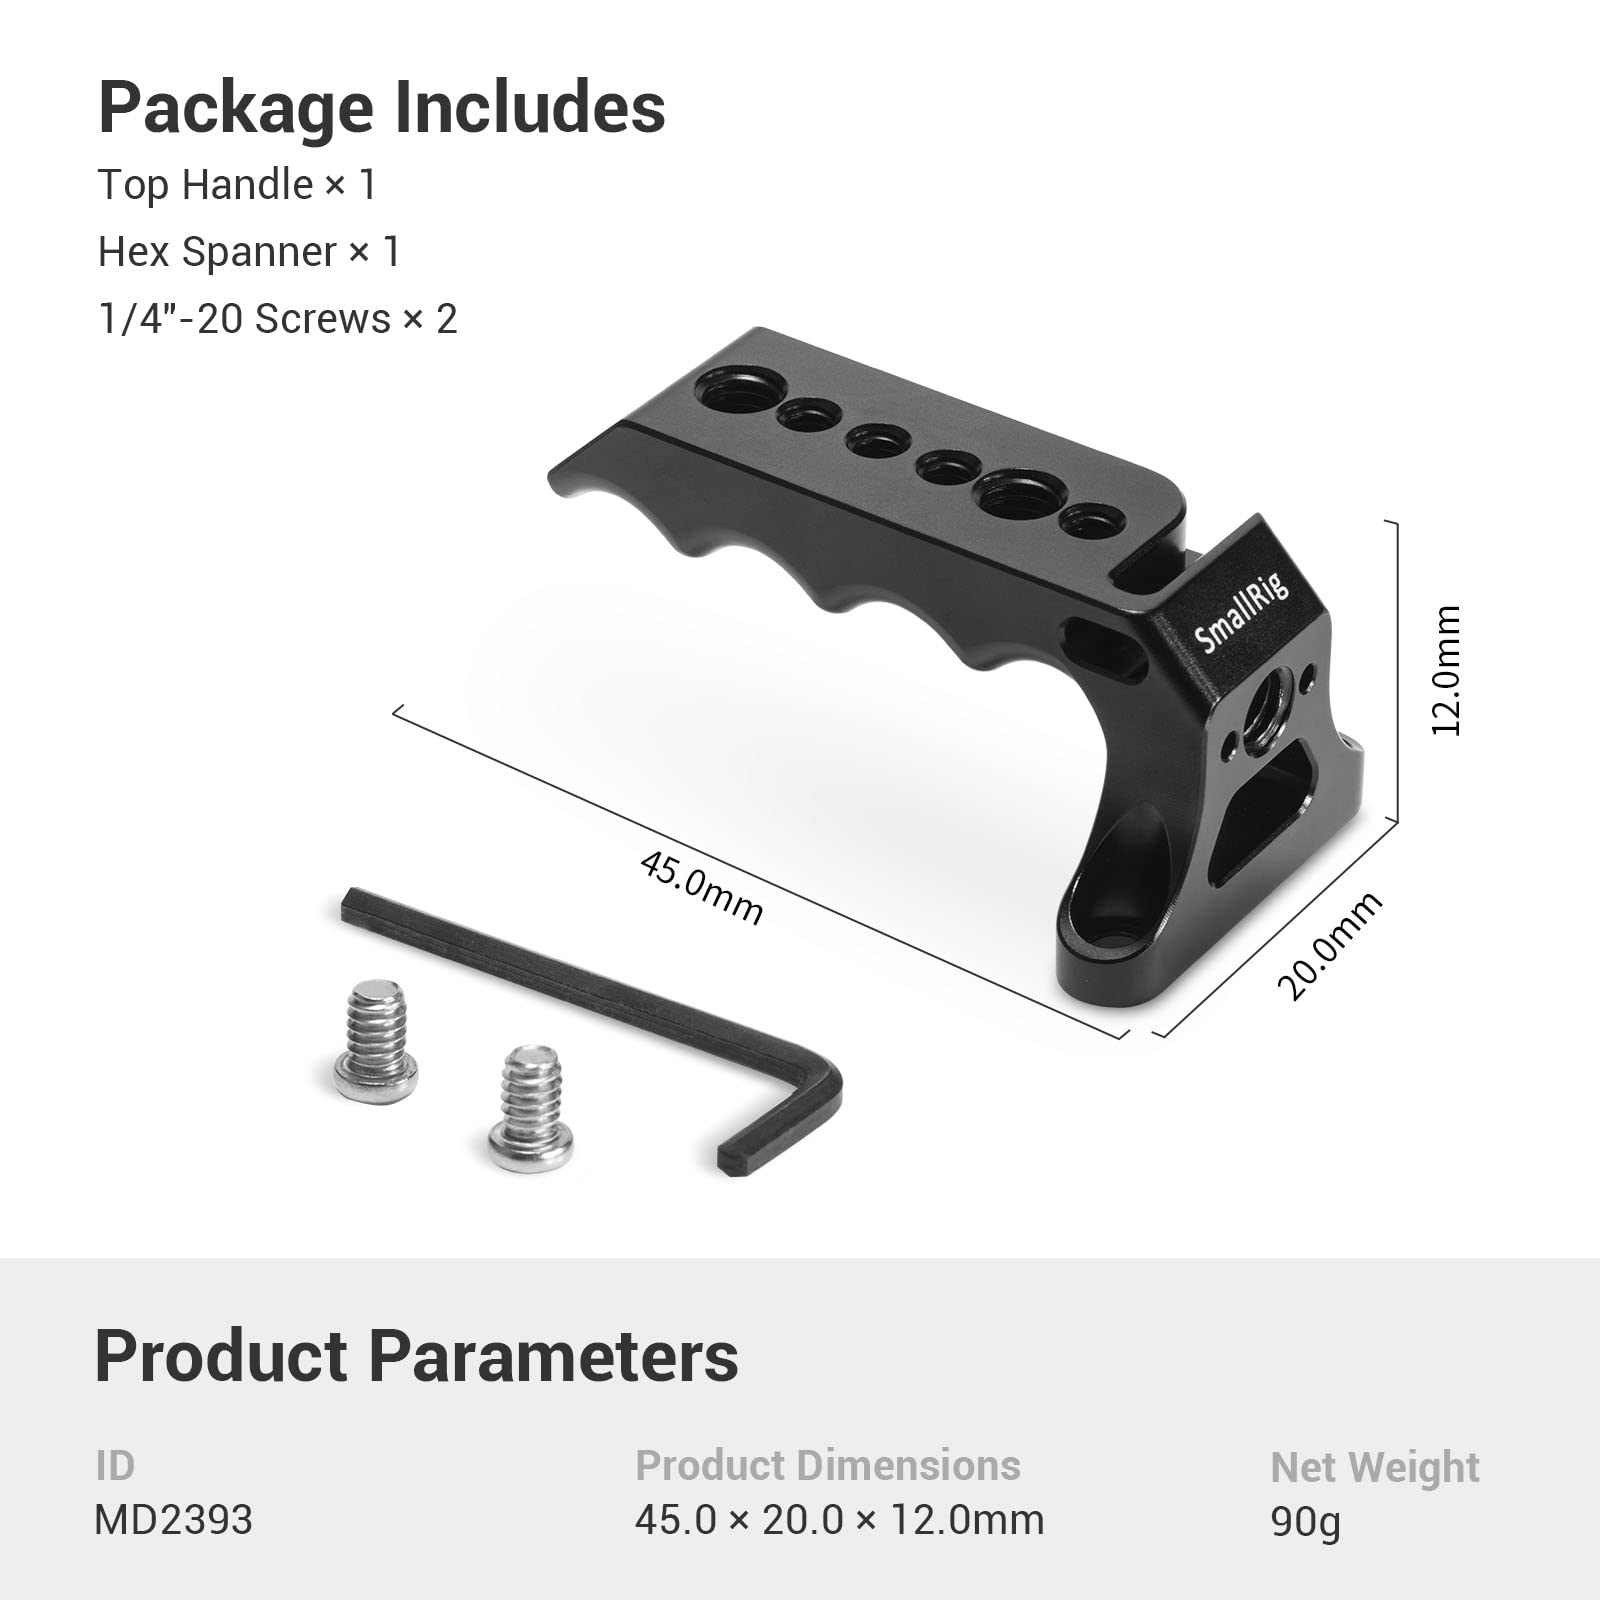 Package Includes
Top Handle × 1
Hex Spanner × 1
1/4"-20 Screws × 2
SmallRig
12.0mm
45.0mm
20.0mm
Product Parameters
ID
MD2393
Product Dimensions
45.0 × 20.0 × 12.0mm
Net Weight
90g